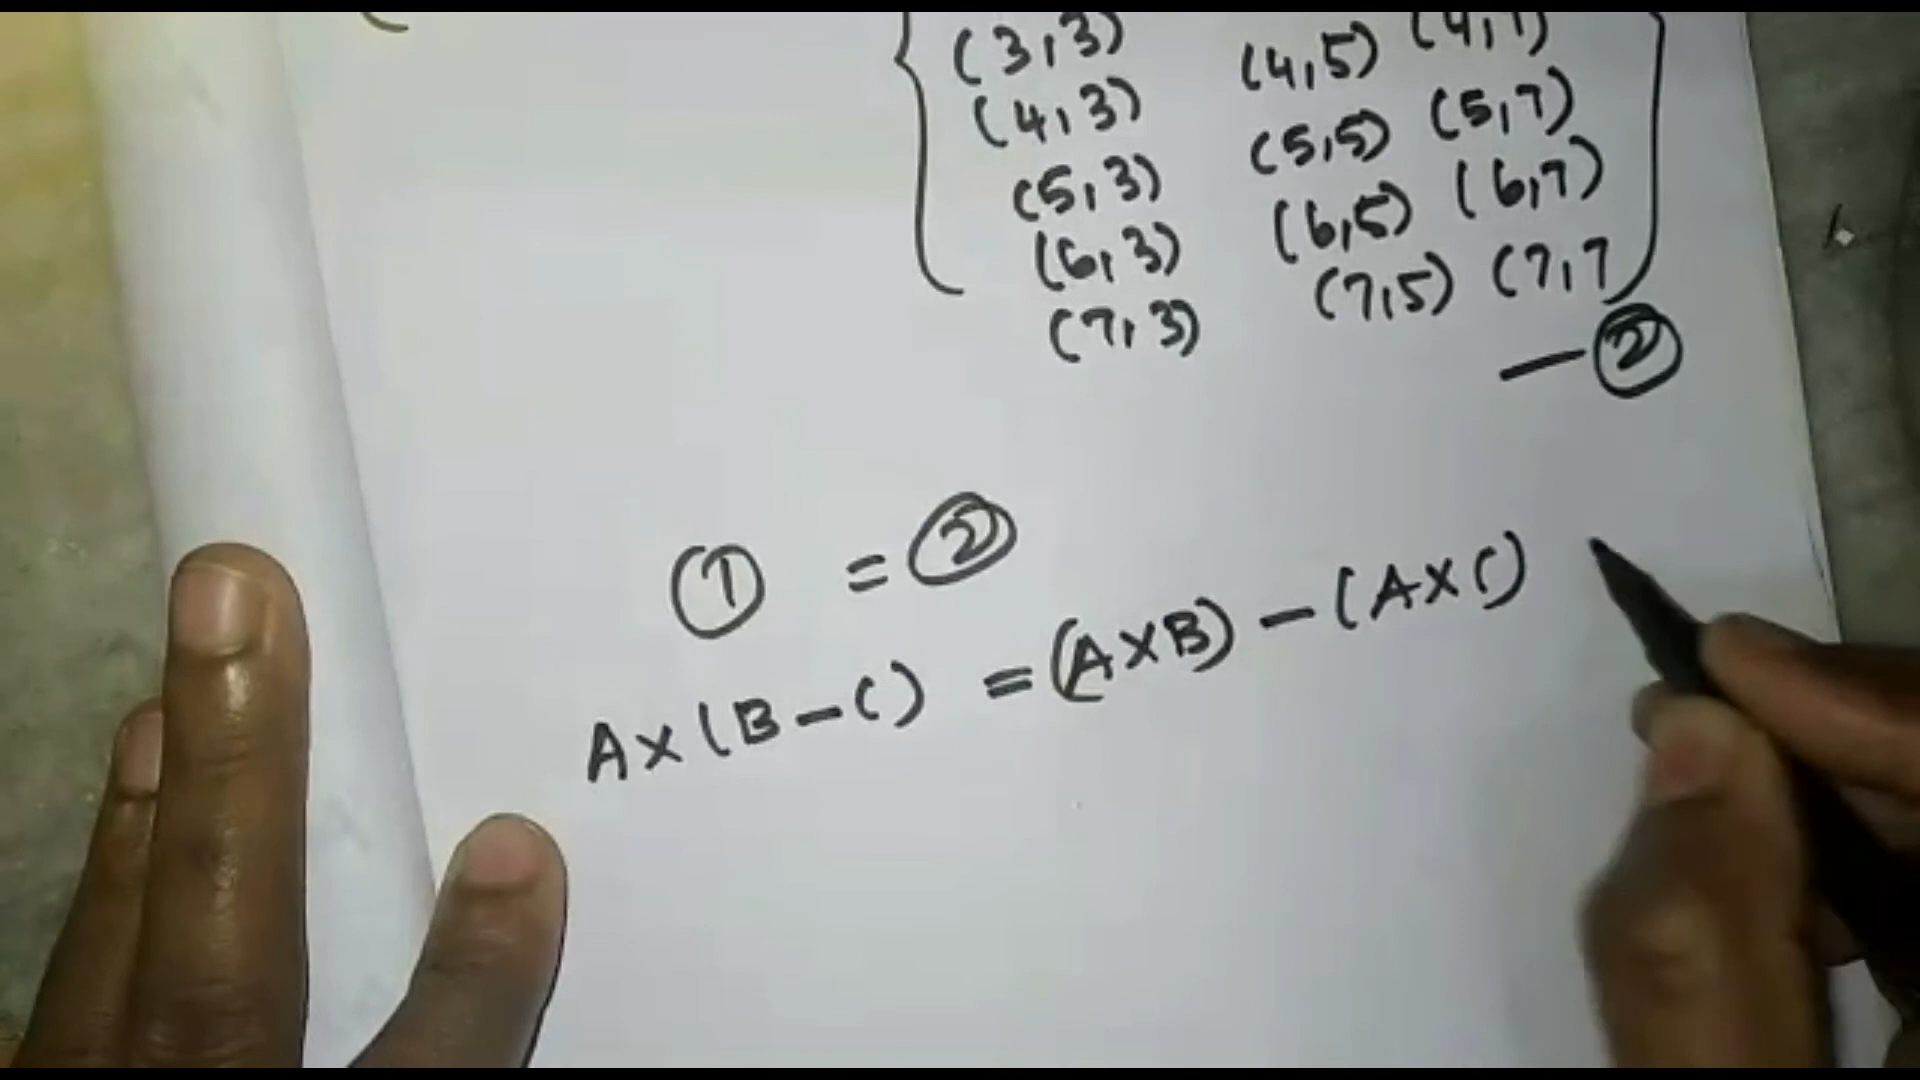 (3,3) (4,5) (4,7)
(4,3) (5,5) (5,7)
(5,3) (6,5) (6,7)
(6,3) (7,5) (7,7
(7,3)
— ②
① = ②
A×(B-C) = (A×B) - (A×C)